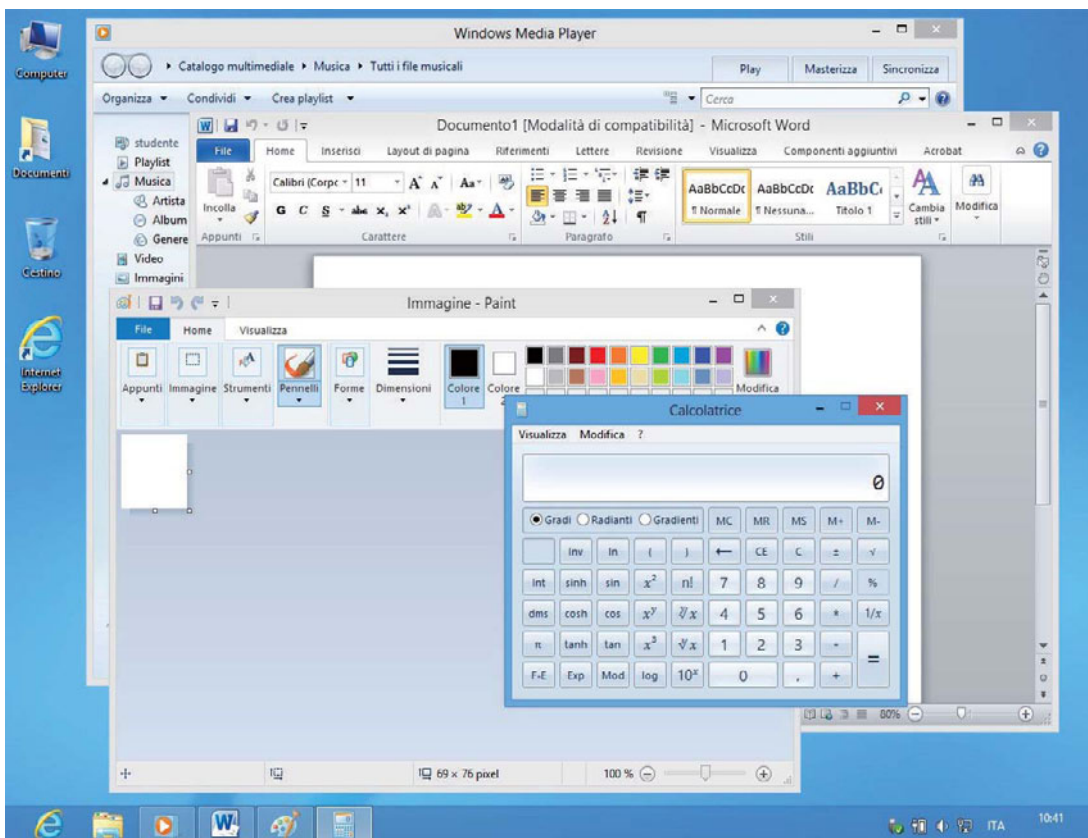 Computer
Documenti
Cestino
Internet
Explorer
Windows Media Player
Catalogo multimediale Musica Tutti i file musicali
Play Masterizza Sincronizza
Organizza Condividi Crea playlist Cerca
studente
Playlist
Musica
Artista
Album
Genere
Video
Immagini
Documento1 [Modalità di compatibilità] - Microsoft Word
File Home Inserisci Layout di pagina Riferimenti Lettere Revisione Visualizza Componenti aggiuntivi Acrobat
Incolla
Calibri (Corpc 11 A A Aa
G C S abc x, x² A ab A
AaBbCcDc AaBbCcDc AaBbC
¶ Normale ¶ Nessuna... Titolo 1
Cambia
stili
Modifica
Appunti Carattere Paragrafo Stili
80%
Immagine - Paint
File Home Visualizza
Appunti Immagine Strumenti Pennelli Forme Dimensioni Colore
1
Colore
Modifica
69 × 76 pixel 100 %
Calcolatrice
Visualizza Modifica ?
0
Gradi Radianti Gradienti MC MR MS M+ M-
Inv ln ( ) ← CE C ± √
Int sinh sin x² n! 7 8 9 / %
dms cosh cos xʸ ʸ√x 4 5 6 * 1/x
π tanh tan x³ ³√x 1 2 3 - =
F-E Exp Mod log 10ˣ 0 , +
ITA 10:41